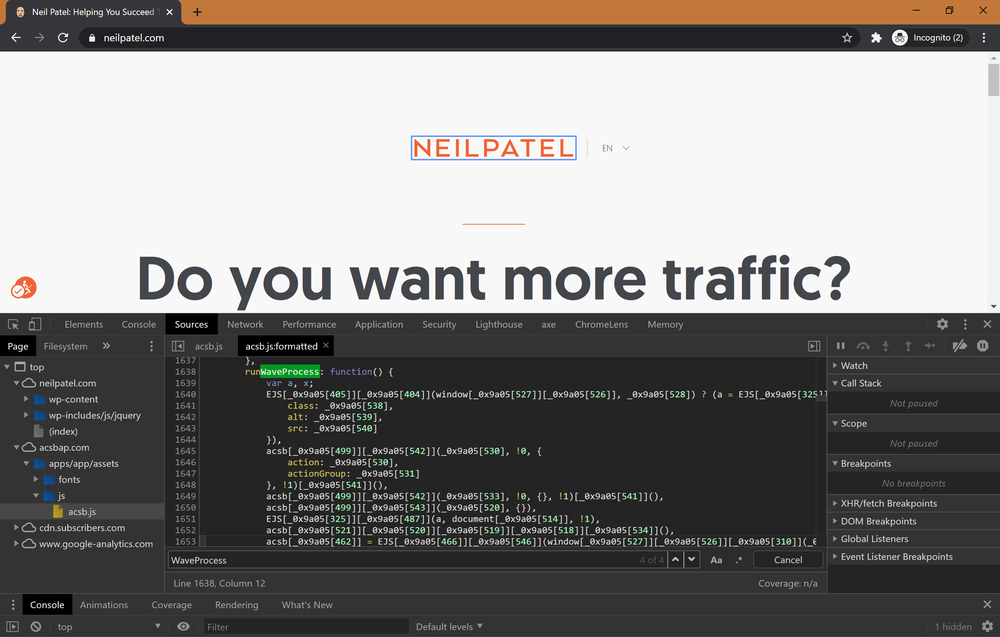 Neil Patel: Helping You Succeed T
neilpatel.com
Incognito (2)
NEILPATEL
EN
Do you want more traffic?
Elements Console Sources Network Performance Application Security Lighthouse axe ChromeLens Memory
Page Filesystem
acsb.js acsb.js:formatted
top
neilpatel.com
wp-content
wp-includes/js/jquery
(index)
acsbap.com
apps/app/assets
fonts
js
acsb.js
cdn.subscribers.com
www.google-analytics.com
1637 },
1638 runWaveProcess: function() {
1639 var a, x;
1640 EJS[_0x9a05[405]][_0x9a05[404]](window[_0x9a05[527]][_0x9a05[526]], _0x9a05[528]) ? (a = EJS[_0x9a05[325]]
1641 class: _0x9a05[538],
1642 alt: _0x9a05[539],
1643 src: _0x9a05[540]
1644 }),
1645 acsb[_0x9a05[499]][_0x9a05[542]](_0x9a05[530], !0, {
1646 action: _0x9a05[530],
1647 actionGroup: _0x9a05[531]
1648 }, !1)[_0x9a05[541]](),
1649 acsb[_0x9a05[499]][_0x9a05[542]](_0x9a05[533], !0, {}, !1)[_0x9a05[541]](),
1650 acsb[_0x9a05[499]][_0x9a05[543]](_0x9a05[520], {}),
1651 EJS[_0x9a05[325]][_0x9a05[487]](a, document[_0x9a05[514]], !1),
1652 acsb[_0x9a05[521]][_0x9a05[520]][_0x9a05[519]][_0x9a05[518]][_0x9a05[534]](),
1653 acsb[_0x9a05[462]] = EJS[_0x9a05[466]][_0x9a05[546]](window[_0x9a05[527]][_0x9a05[526]][_0x9a05[310]](_0
WaveProcess 4 of 4 Aa .* Cancel
Line 1638, Column 12 Coverage: n/a
Watch
Call Stack
Not paused
Scope
Not paused
Breakpoints
No breakpoints
XHR/fetch Breakpoints
DOM Breakpoints
Global Listeners
Event Listener Breakpoints
Console Animations Coverage Rendering What's New
top Filter Default levels 1 hidden